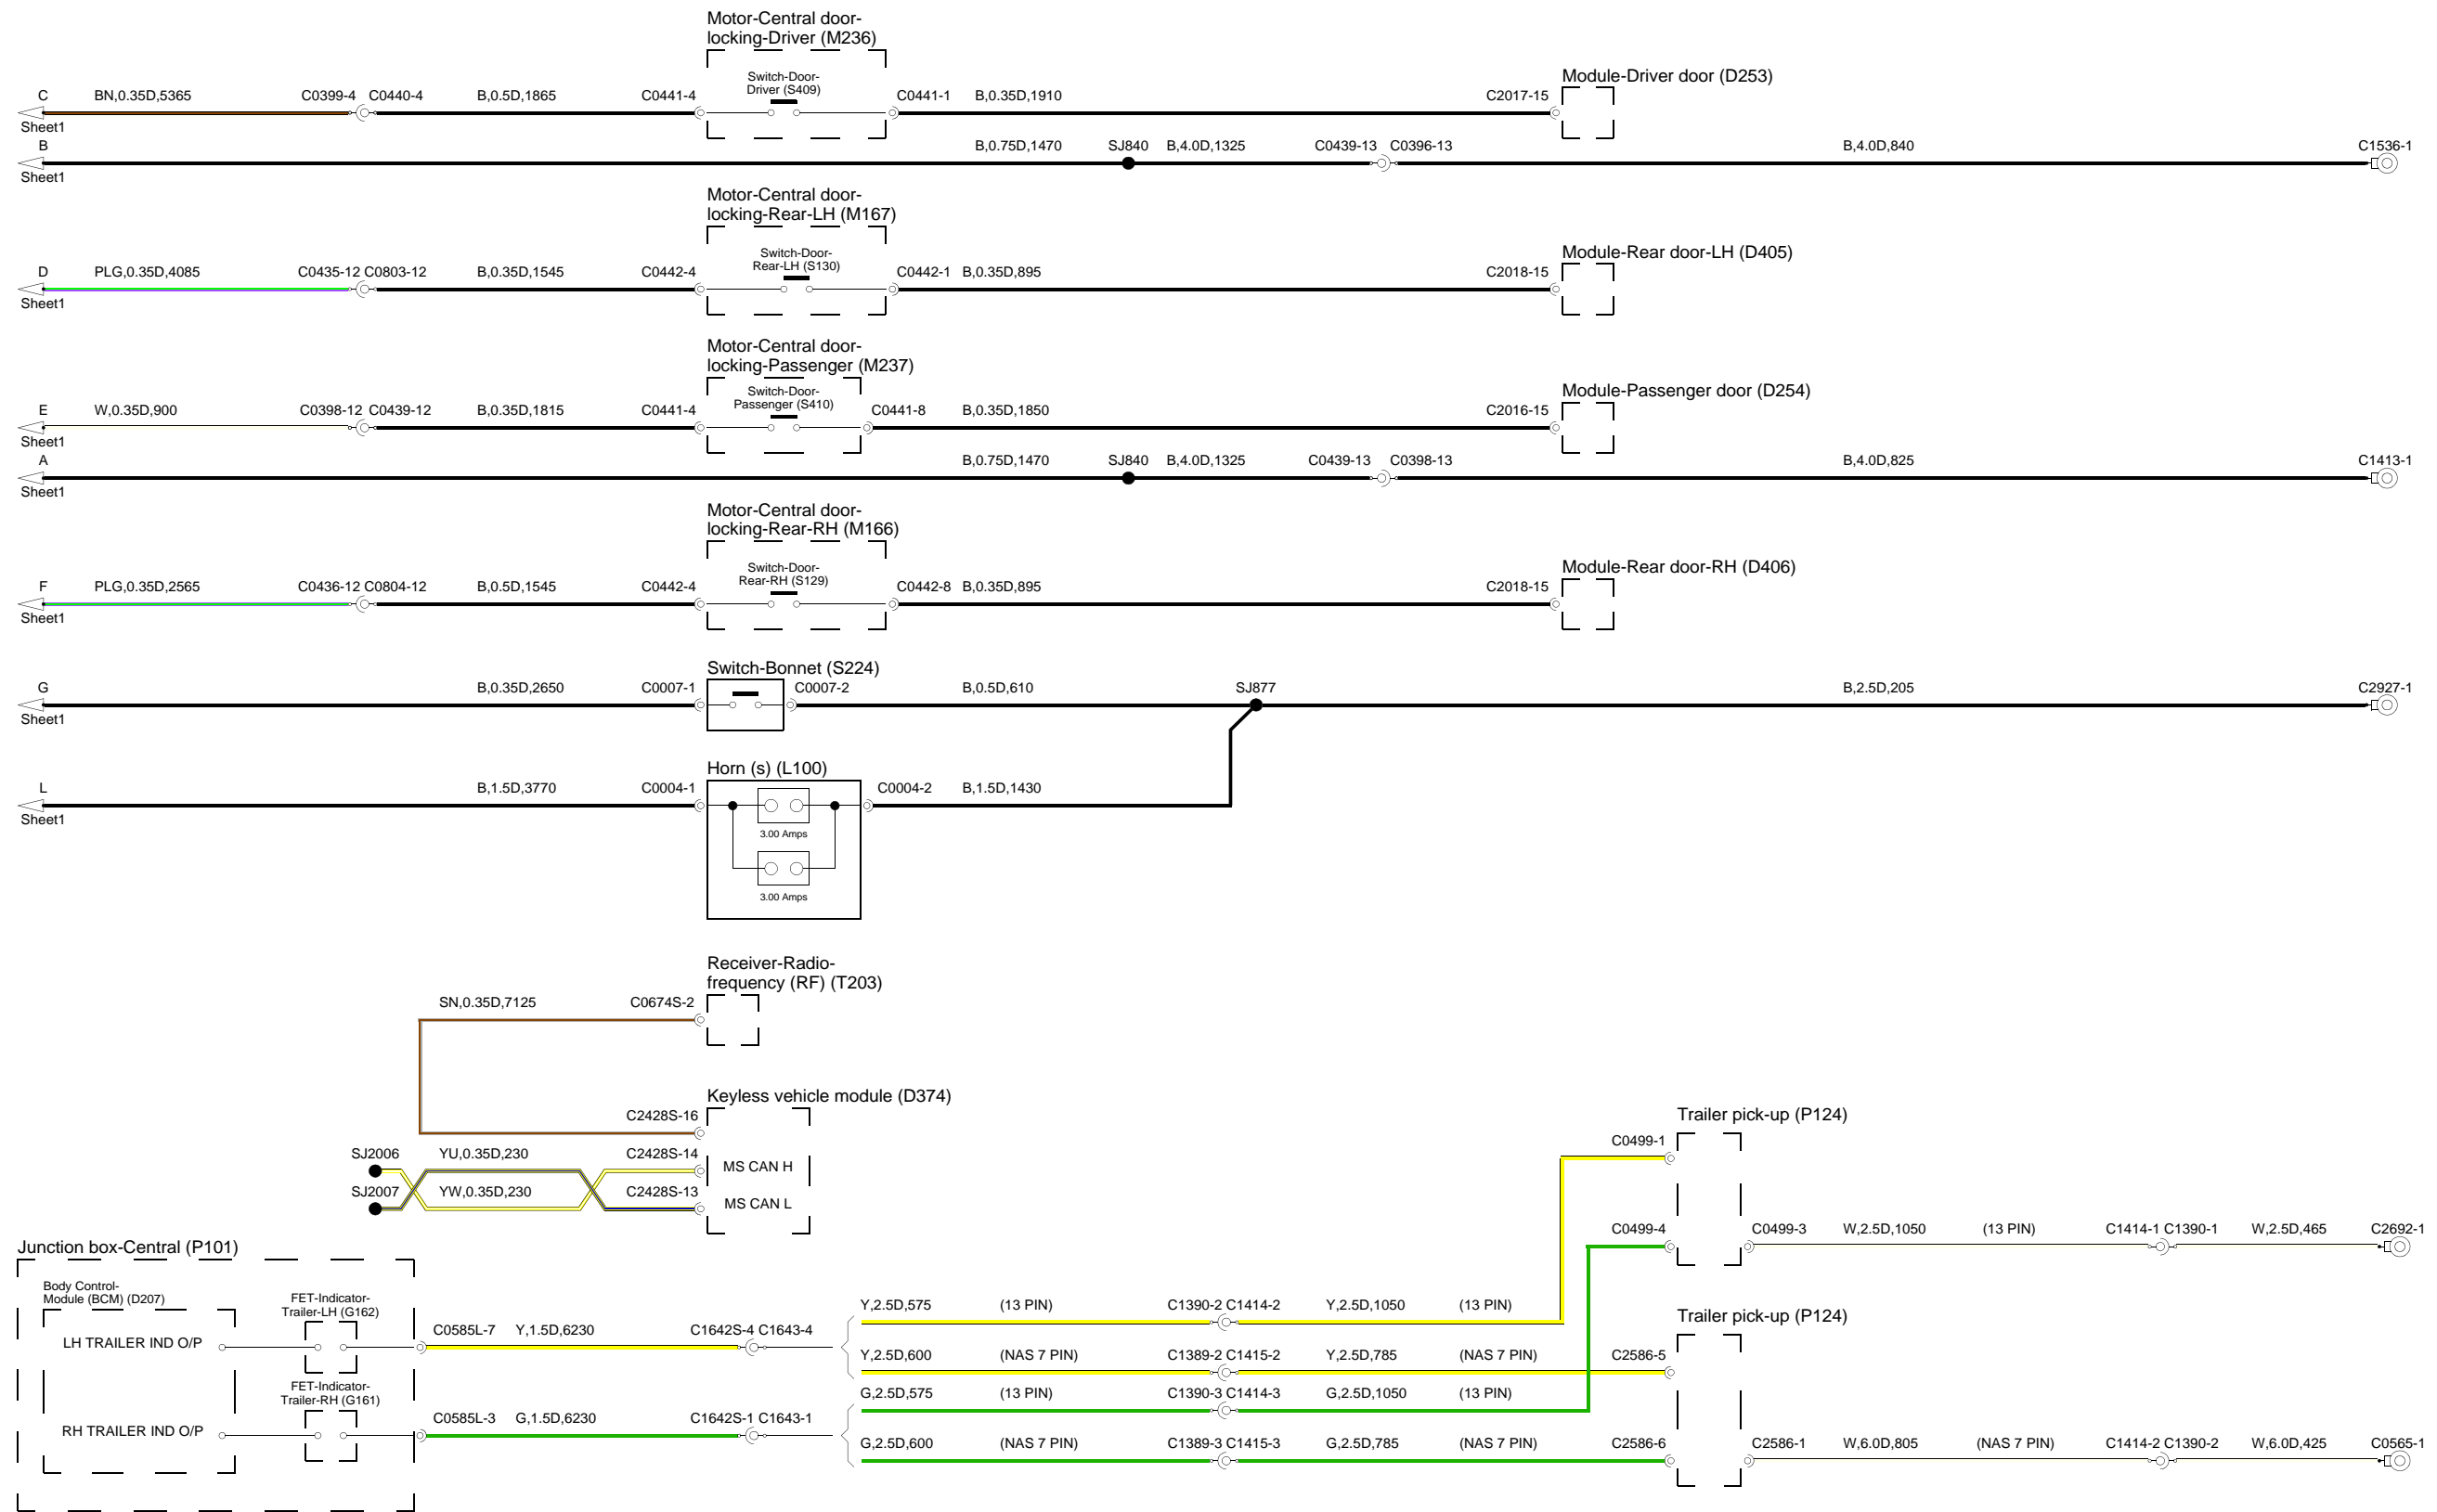 Motor-Central door-
locking-Driver (M236)
Switch-Door-
Driver (S409)
Module-Driver door (D253)
C BN,0.35D,5365 C0399-4 C0440-4 B,0.5D,1865 C0441-4 C0441-1 B,0.35D,1910 C2017-15
Sheet1
B B,0.75D,1470 SJ840 B,4.0D,1325 C0439-13 C0396-13 B,4.0D,840 C1536-1
Sheet1
Motor-Central door-
locking-Rear-LH (M167)
Switch-Door-
Rear-LH (S130)
Module-Rear door-LH (D405)
D PLG,0.35D,4085 C0435-12 C0803-12 B,0.35D,1545 C0442-4 C0442-1 B,0.35D,895 C2018-15
Sheet1
Motor-Central door-
locking-Passenger (M237)
Switch-Door-
Passenger (S410)
Module-Passenger door (D254)
E W,0.35D,900 C0398-12 C0439-12 B,0.35D,1815 C0441-4 C0441-8 B,0.35D,1850 C2016-15
Sheet1
A B,0.75D,1470 SJ840 B,4.0D,1325 C0439-13 C0398-13 B,4.0D,825 C1413-1
Sheet1
Motor-Central door-
locking-Rear-RH (M166)
Switch-Door-
Rear-RH (S129)
Module-Rear door-RH (D406)
F PLG,0.35D,2565 C0436-12 C0804-12 B,0.5D,1545 C0442-4 C0442-8 B,0.35D,895 C2018-15
Sheet1
Switch-Bonnet (S224)
G B,0.35D,2650 C0007-1 C0007-2 B,0.5D,610 SJ877 B,2.5D,205 C2927-1
Sheet1
Horn (s) (L100)
L B,1.5D,3770 C0004-1 C0004-2 B,1.5D,1430
Sheet1
3.00 Amps
3.00 Amps
Receiver-Radio-
frequency (RF) (T203)
SN,0.35D,7125 C0674S-2
Keyless vehicle module (D374)
C2428S-16
SJ2006 YU,0.35D,230 C2428S-14 MS CAN H
SJ2007 YW,0.35D,230 C2428S-13 MS CAN L
Trailer pick-up (P124)
C0499-1
C0499-4 C0499-3 W,2.5D,1050 (13 PIN) C1414-1 C1390-1 W,2.5D,465 C2692-1
Junction box-Central (P101)
Body Control-
Module (BCM) (D207)
FET-Indicator-
Trailer-LH (G162)
LH TRAILER IND O/P C0585L-7 Y,1.5D,6230 C1642S-4 C1643-4
Y,2.5D,575 (13 PIN) C1390-2 C1414-2 Y,2.5D,1050 (13 PIN)
Trailer pick-up (P124)
Y,2.5D,600 (NAS 7 PIN) C1389-2 C1415-2 Y,2.5D,785 (NAS 7 PIN) C2586-5
FET-Indicator-
Trailer-RH (G161)
G,2.5D,575 (13 PIN) C1390-3 C1414-3 G,2.5D,1050 (13 PIN)
RH TRAILER IND O/P C0585L-3 G,1.5D,6230 C1642S-1 C1643-1
G,2.5D,600 (NAS 7 PIN) C1389-3 C1415-3 G,2.5D,785 (NAS 7 PIN) C2586-6 C2586-1 W,6.0D,805 (NAS 7 PIN) C1414-2 C1390-2 W,6.0D,425 C0565-1